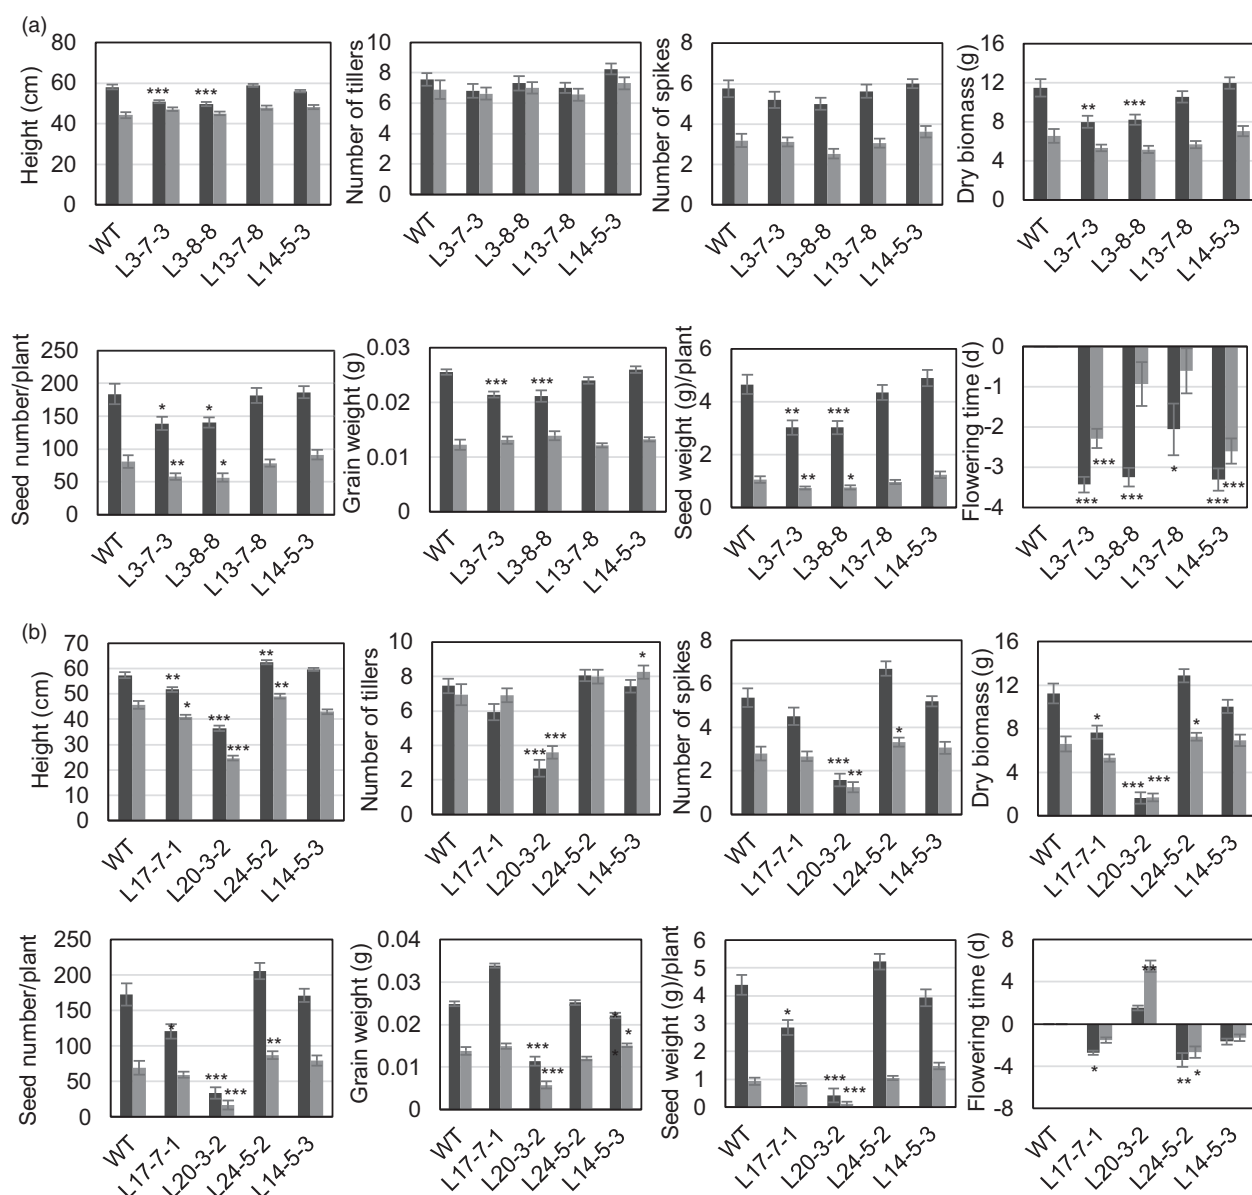 (a)
Height (cm)
80
60
40
20
0
***
***
WT
L3-7-3
L3-8-8
L13-7-8
L14-5-3
Number of tillers
10
8
6
4
2
0
WT
L3-7-3
L3-8-8
L13-7-8
L14-5-3
Number of spikes
8
6
4
2
0
WT
L3-7-3
L3-8-8
L13-7-8
L14-5-3
Dry biomass (g)
16
12
8
4
0
**
***
WT
L3-7-3
L3-8-8
L13-7-8
L14-5-3
Seed number/plant
250
200
150
100
50
0
*
**
*
*
WT
L3-7-3
L3-8-8
L13-7-8
L14-5-3
Grain weight (g)
0.03
0.02
0.01
0
***
***
WT
L3-7-3
L3-8-8
L13-7-8
L14-5-3
Seed weight (g)/plant
6
4
2
0
**
**
***
*
WT
L3-7-3
L3-8-8
L13-7-8
L14-5-3
Flowering time (d)
0
-1
-2
-3
-4
***
***
***
*
***
***
L3-7-3
L3-8-8
L13-7-8
L14-5-3
(b)
Height (cm)
70
60
50
40
30
20
10
0
**
*
***
***
**
**
WT
L17-7-1
L20-3-2
L24-5-2
L14-5-3
Number of tillers
10
8
6
4
2
0
***
***
*
WT
L17-7-1
L20-3-2
L24-5-2
L14-5-3
Number of spikes
8
6
4
2
0
***
**
*
WT
L17-7-1
L20-3-2
L24-5-2
L14-5-3
Dry biomass (g)
16
12
8
4
0
*
***
***
*
WT
L17-7-1
L20-3-2
L24-5-2
L14-5-3
Seed number/plant
250
200
150
100
50
0
*
***
***
**
WT
L17-7-1
L20-3-2
L24-5-2
L14-5-3
Grain weight (g)
0.04
0.03
0.02
0.01
0
***
***
*
*
*
WT
L17-7-1
L20-3-2
L24-5-2
L14-5-3
Seed weight (g)/plant
6
5
4
3
2
1
0
*
***
***
WT
L17-7-1
L20-3-2
L24-5-2
L14-5-3
Flowering time (d)
8
4
0
-4
-8
*
**
**
*
WT
L17-7-1
L20-3-2
L24-5-2
L14-5-3